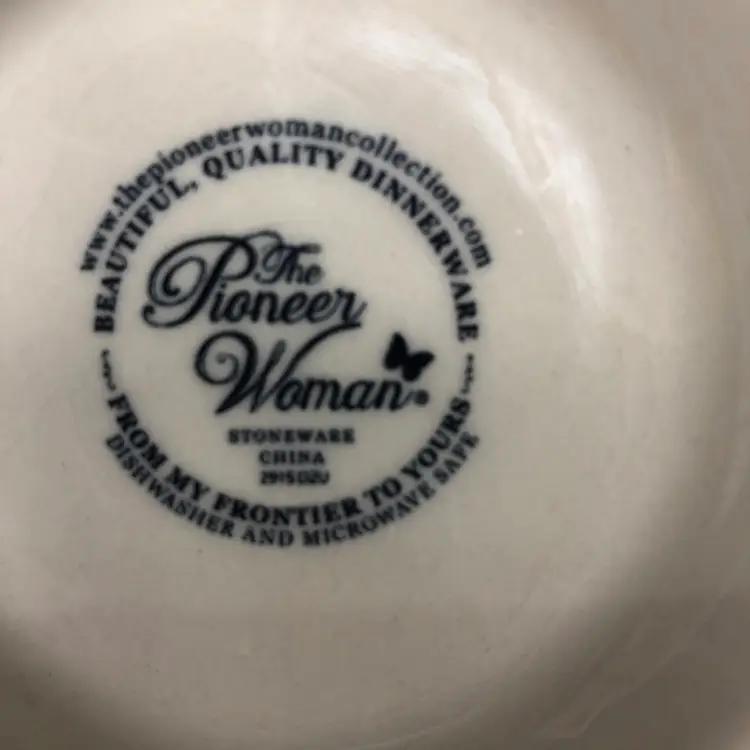 www.thepioneerwomancollection.com
BEAUTIFUL, QUALITY DINNERWARE
The
Pioneer
Woman®
STONEWARE
CHINA
FROM MY FRONTIER TO YOURS
DISHWASHER AND MICROWAVE SAFE